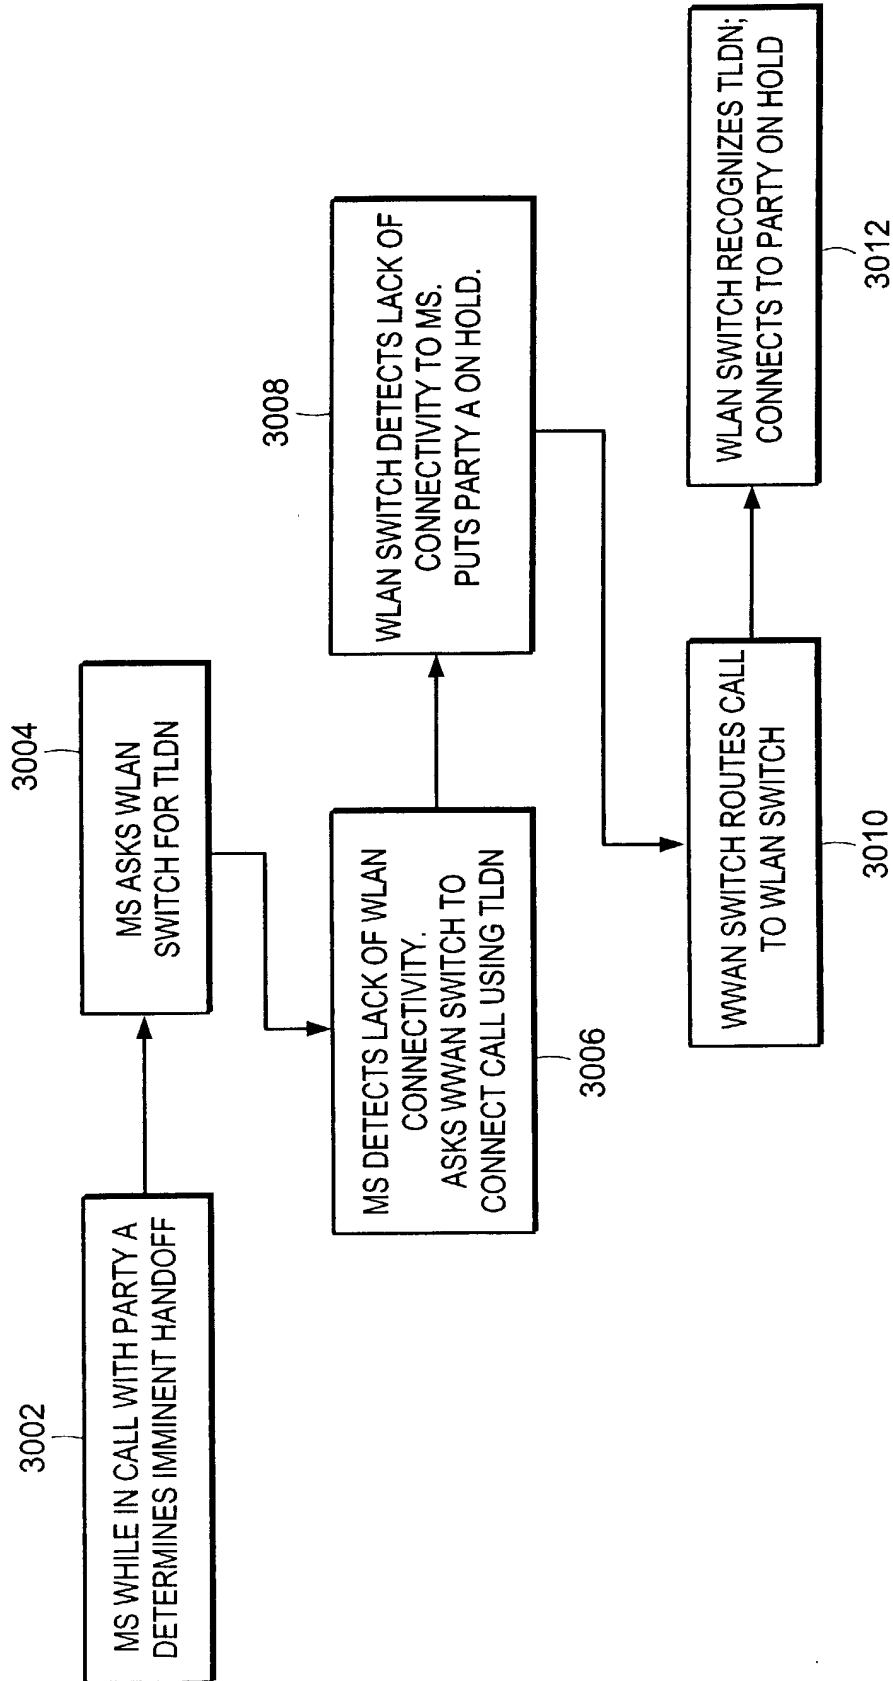 3002
MS WHILE IN CALL WITH PARTY A
DETERMINES IMMINENT HANDOFF
3004
MS ASKS WLAN
SWITCH FOR TLDN
MS DETECTS LACK OF WLAN
CONNECTIVITY.
ASKS WWAN SWITCH TO
CONNECT CALL USING TLDN
3006
3008
WLAN SWITCH DETECTS LACK OF
CONNECTIVITY TO MS.
PUTS PARTY A ON HOLD.
WWAN SWITCH ROUTES CALL
TO WLAN SWITCH
3010
WLAN SWITCH RECOGNIZES TLDN;
CONNECTS TO PARTY ON HOLD
3012